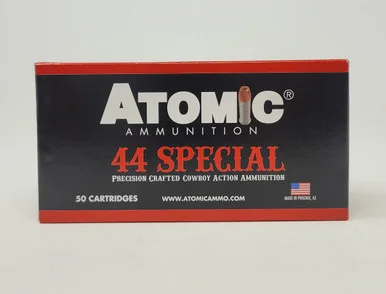 ATOMIC®
AMMUNITION
44 SPECIAL
PRECISION CRAFTED COWBOY ACTION AMMUNITION
50 CARTRIDGES
WWW.ATOMICAMMO.COM
MADE IN PHOENIX, AZ